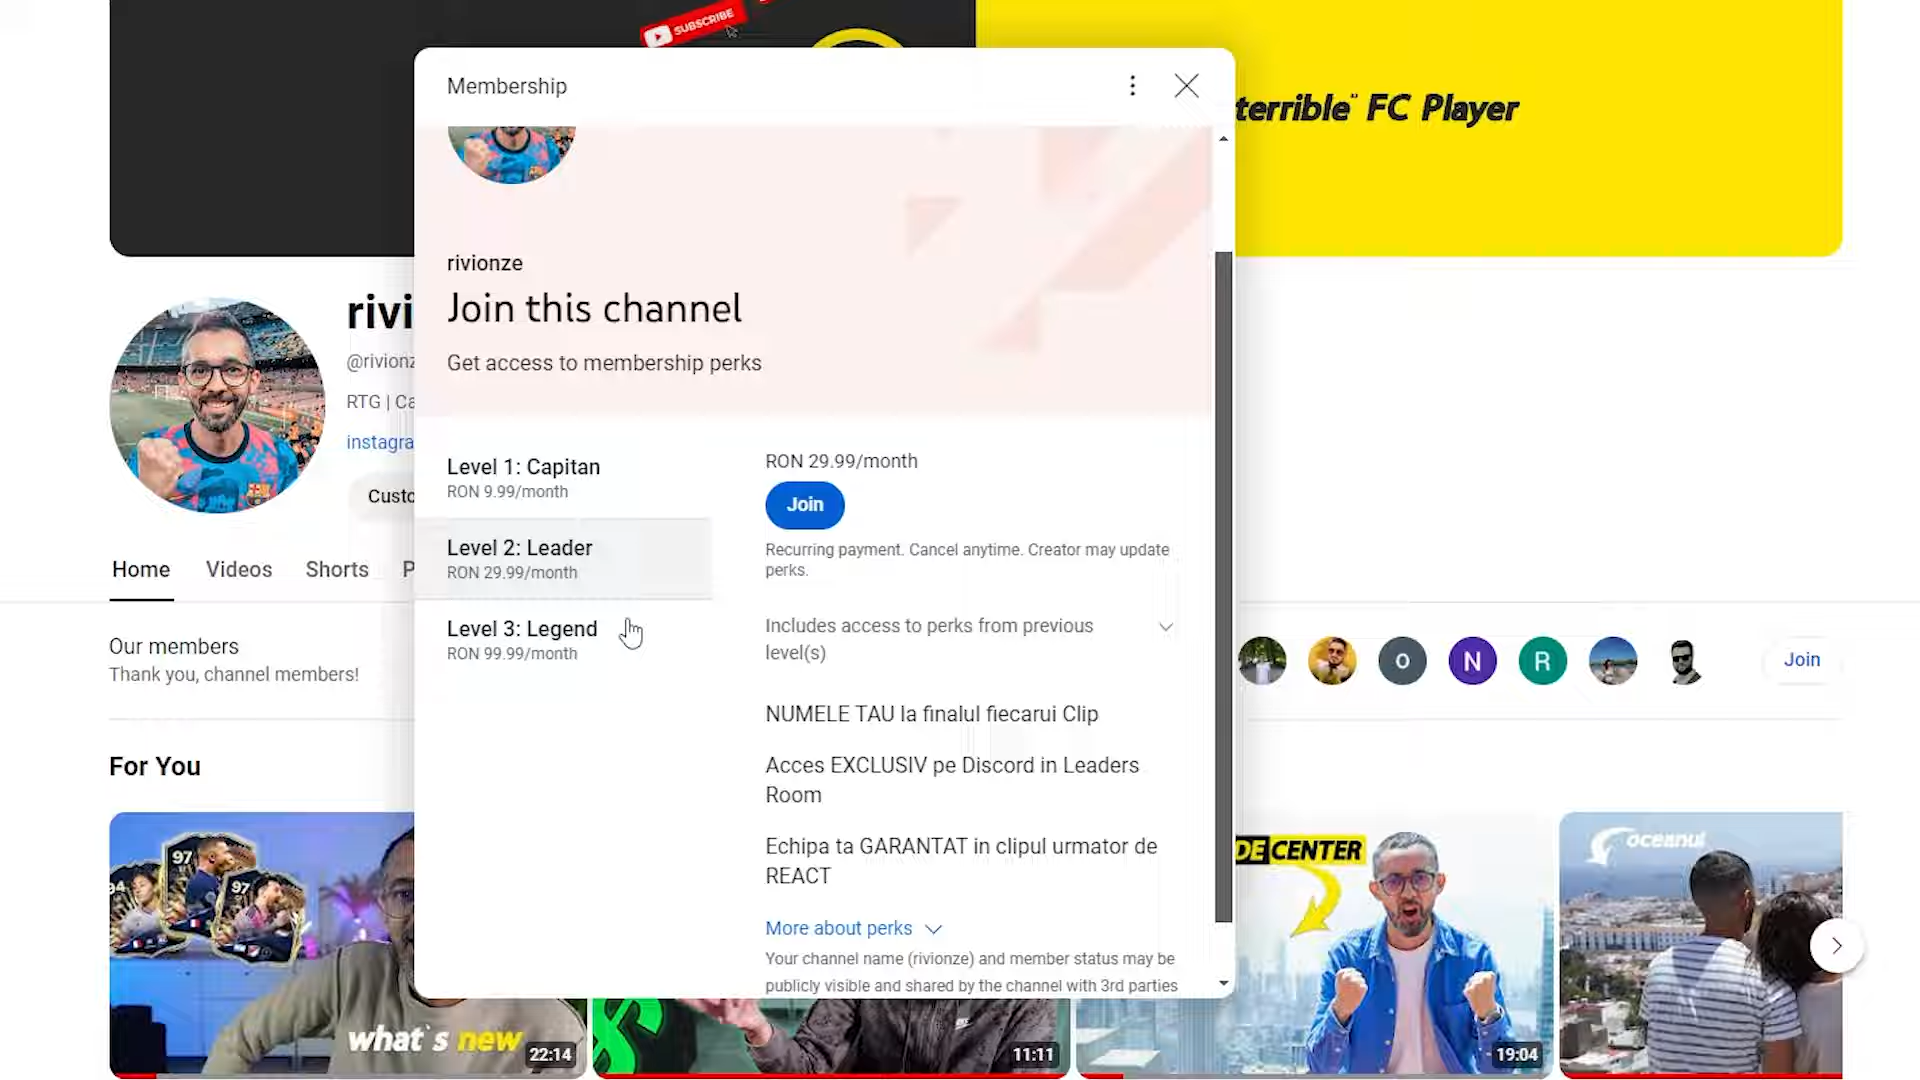 SUBSCRIBE
terrible" FC Player
Membership
rivionze
Join this channel
Get access to membership perks
Level 1: Capitan
RON 9.99/month
Level 2: Leader
RON 29.99/month
Level 3: Legend
RON 99.99/month
RON 29.99/month
Join
Recurring payment. Cancel anytime. Creator may update
perks.
Includes access to perks from previous
level(s)
NUMELE TAU la finalul fiecarui Clip
Acces EXCLUSIV pe Discord in Leaders
Room
Echipa ta GARANTAT in clipul urmator de
REACT
More about perks
Your channel name (rivionze) and member status may be
publicly visible and shared by the channel with 3rd parties
rivi
@rivionz
RTG | Ca
instagra
Custo
Home
Videos
Shorts
P
Our members
Thank you, channel members!
O
N
R
Join
For You
94
97
97
what's new
22:14
11:11
DE CENTER
19:04
oceanul